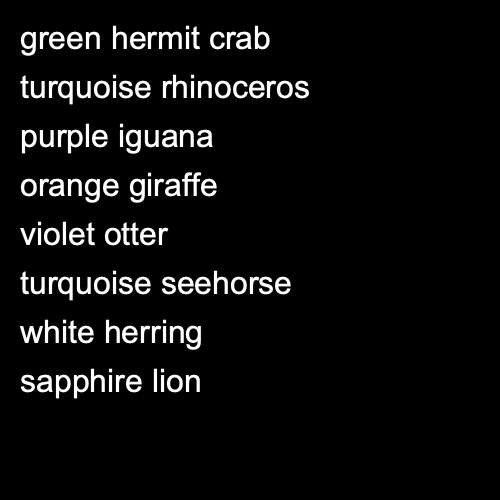 green hermit crab
turquoise rhinoceros
purple iguana
orange giraffe
violet otter
turquoise seehorse
white herring
sapphire lion